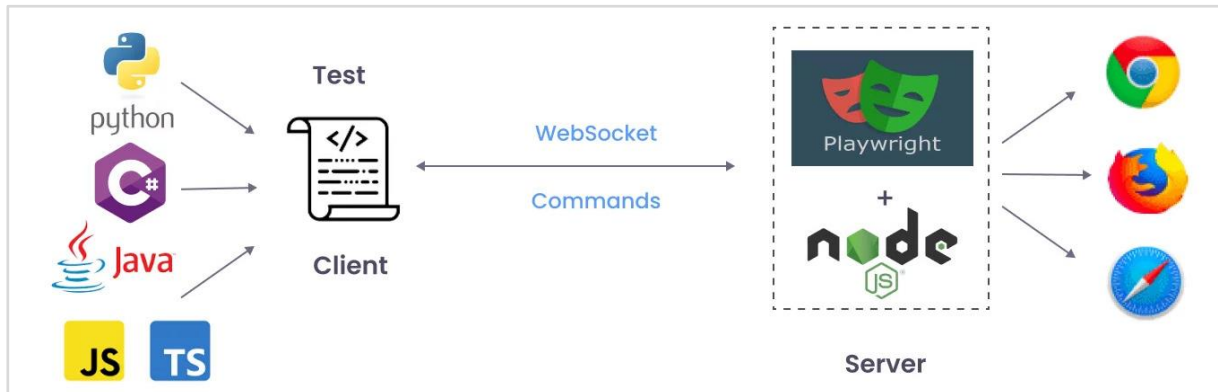 python
C#
Java
JS
TS
Test
</>
Client
WebSocket
Commands
Playwright
+
node
JS
Server